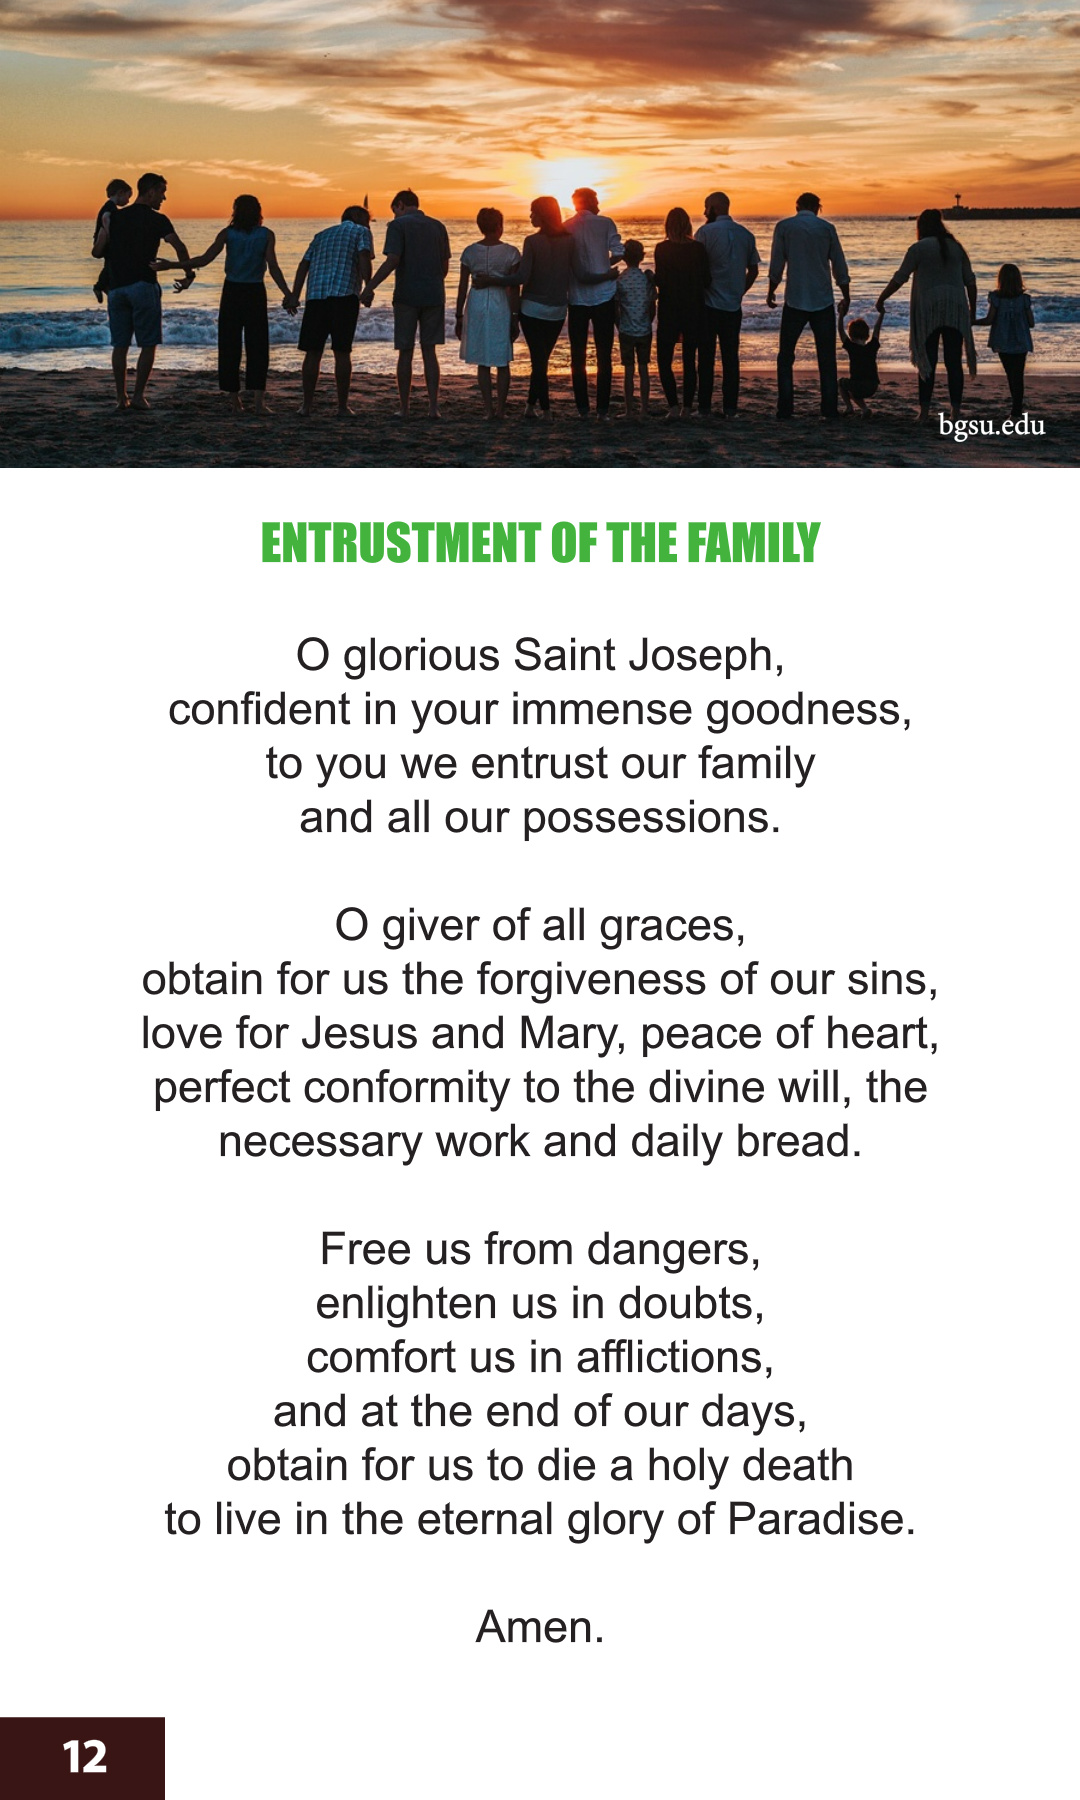 bgsu.edu
ENTRUSTMENT OF THE FAMILY
O glorious Saint Joseph,
confident in your immense goodness,
to you we entrust our family
and all our possessions.
O giver of all graces,
obtain for us the forgiveness of our sins,
love for Jesus and Mary, peace of heart,
perfect conformity to the divine will, the
necessary work and daily bread.
Free us from dangers,
enlighten us in doubts,
comfort us in afflictions,
and at the end of our days,
obtain for us to die a holy death
to live in the eternal glory of Paradise.
Amen.
12